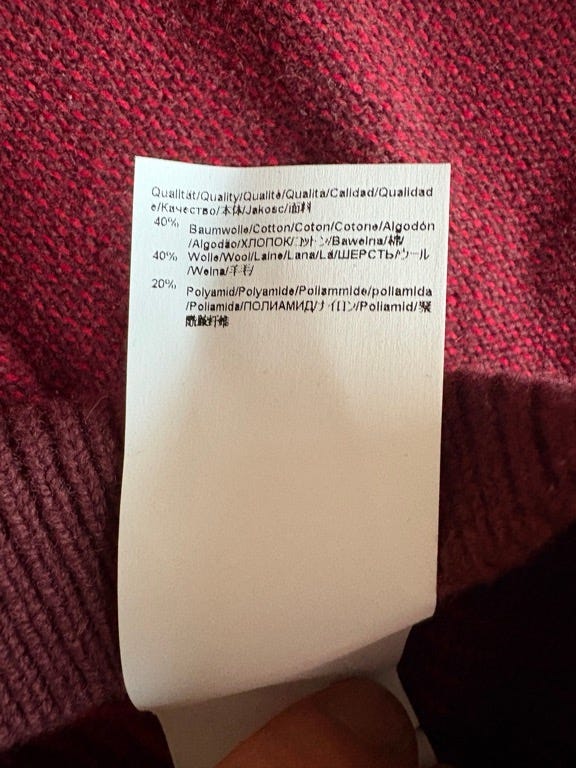 Qualität/Quality/Qualité/Qualita/Calidad/Qualidad
e/Качество/本体/Jakosc/面料
40% Baumwolle/Cotton/Coton/Cotone/Algodón
/Algodão/ХЛОПОК/コットン/Bawelna/棉/
40% Wolle/Wool/Laine/Lana/Lã/ШЕРСТЬ/ウール
/Welna/羊毛/
20% Polyamid/Polyamide/Poliammide/poliamida
/Poliamida/ПОЛИАМИД/ナイロン/Poliamid/聚
酰胺纤维